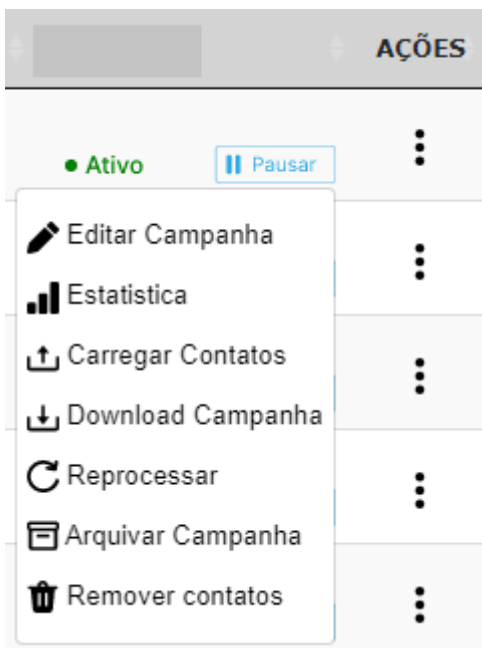 AÇÕES
Ativo
Pausar
Editar Campanha
Estatistica
Carregar Contatos
Download Campanha
Reprocessar
Arquivar Campanha
Remover contatos